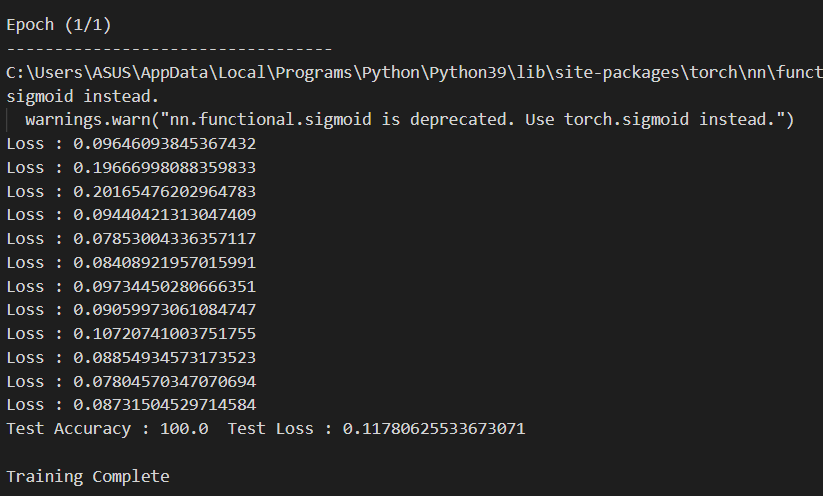 Epoch (1/1)
----------------------------------
C:\Users\ASUS\AppData\Local\Programs\Python\Python39\lib\site-packages\torch\nn\funct
sigmoid instead.
  warnings.warn("nn.functional.sigmoid is deprecated. Use torch.sigmoid instead.")
Loss : 0.09646093845367432
Loss : 0.19666998088359833
Loss : 0.20165476202964783
Loss : 0.09440421313047409
Loss : 0.07853004336357117
Loss : 0.08408921957015991
Loss : 0.09734450280666351
Loss : 0.09059973061084747
Loss : 0.10720741003751755
Loss : 0.08854934573173523
Loss : 0.07804570347070694
Loss : 0.08731504529714584
Test Accuracy : 100.0  Test Loss : 0.11780625533673071
Training Complete